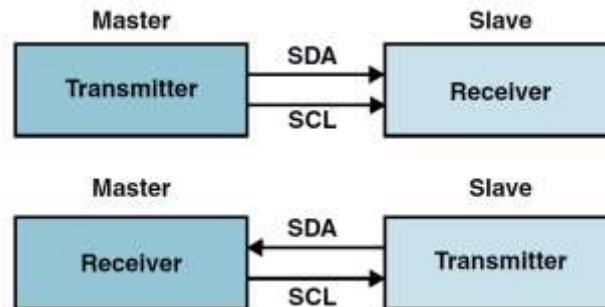 Master Slave
SDA
Transmitter Receiver
SCL
Master Slave
SDA
Receiver Transmitter
SCL